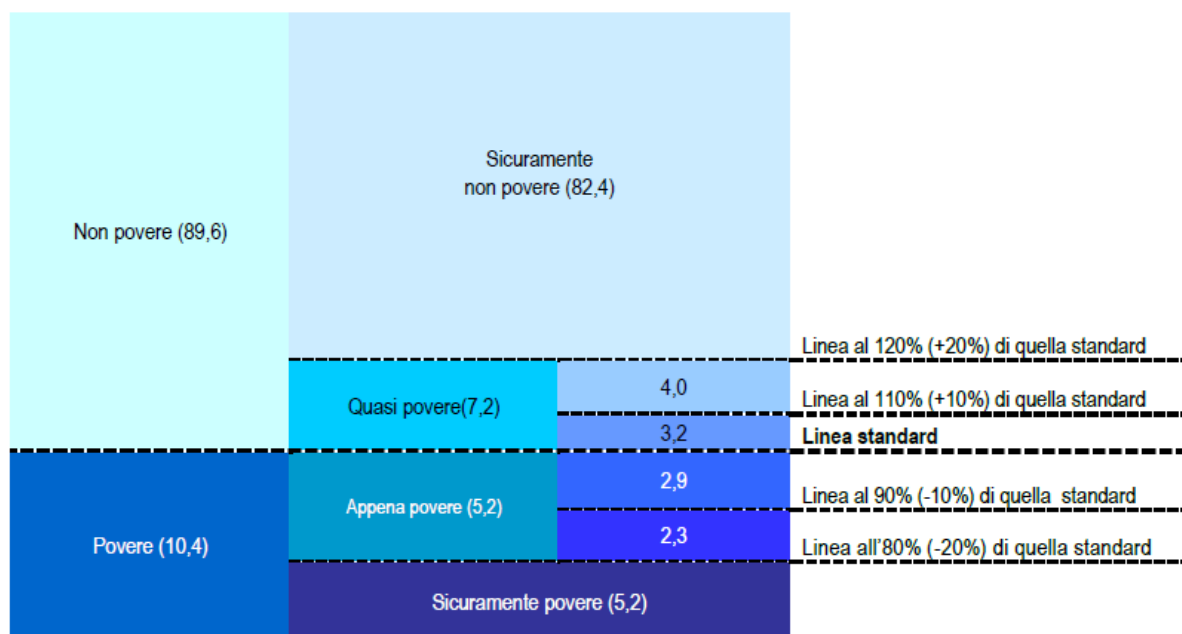 Sicuramente
non povere (82,4)
Non povere (89,6)
Linea al 120% (+20%) di quella standard
4,0
Quasi povere(7,2)
Linea al 110% (+10%) di quella standard
3,2
Linea standard
2,9
Linea al 90% (-10%) di quella standard
Appena povere (5,2)
2,3
Povere (10,4)
Linea all'80% (-20%) di quella standard
Sicuramente povere (5,2)